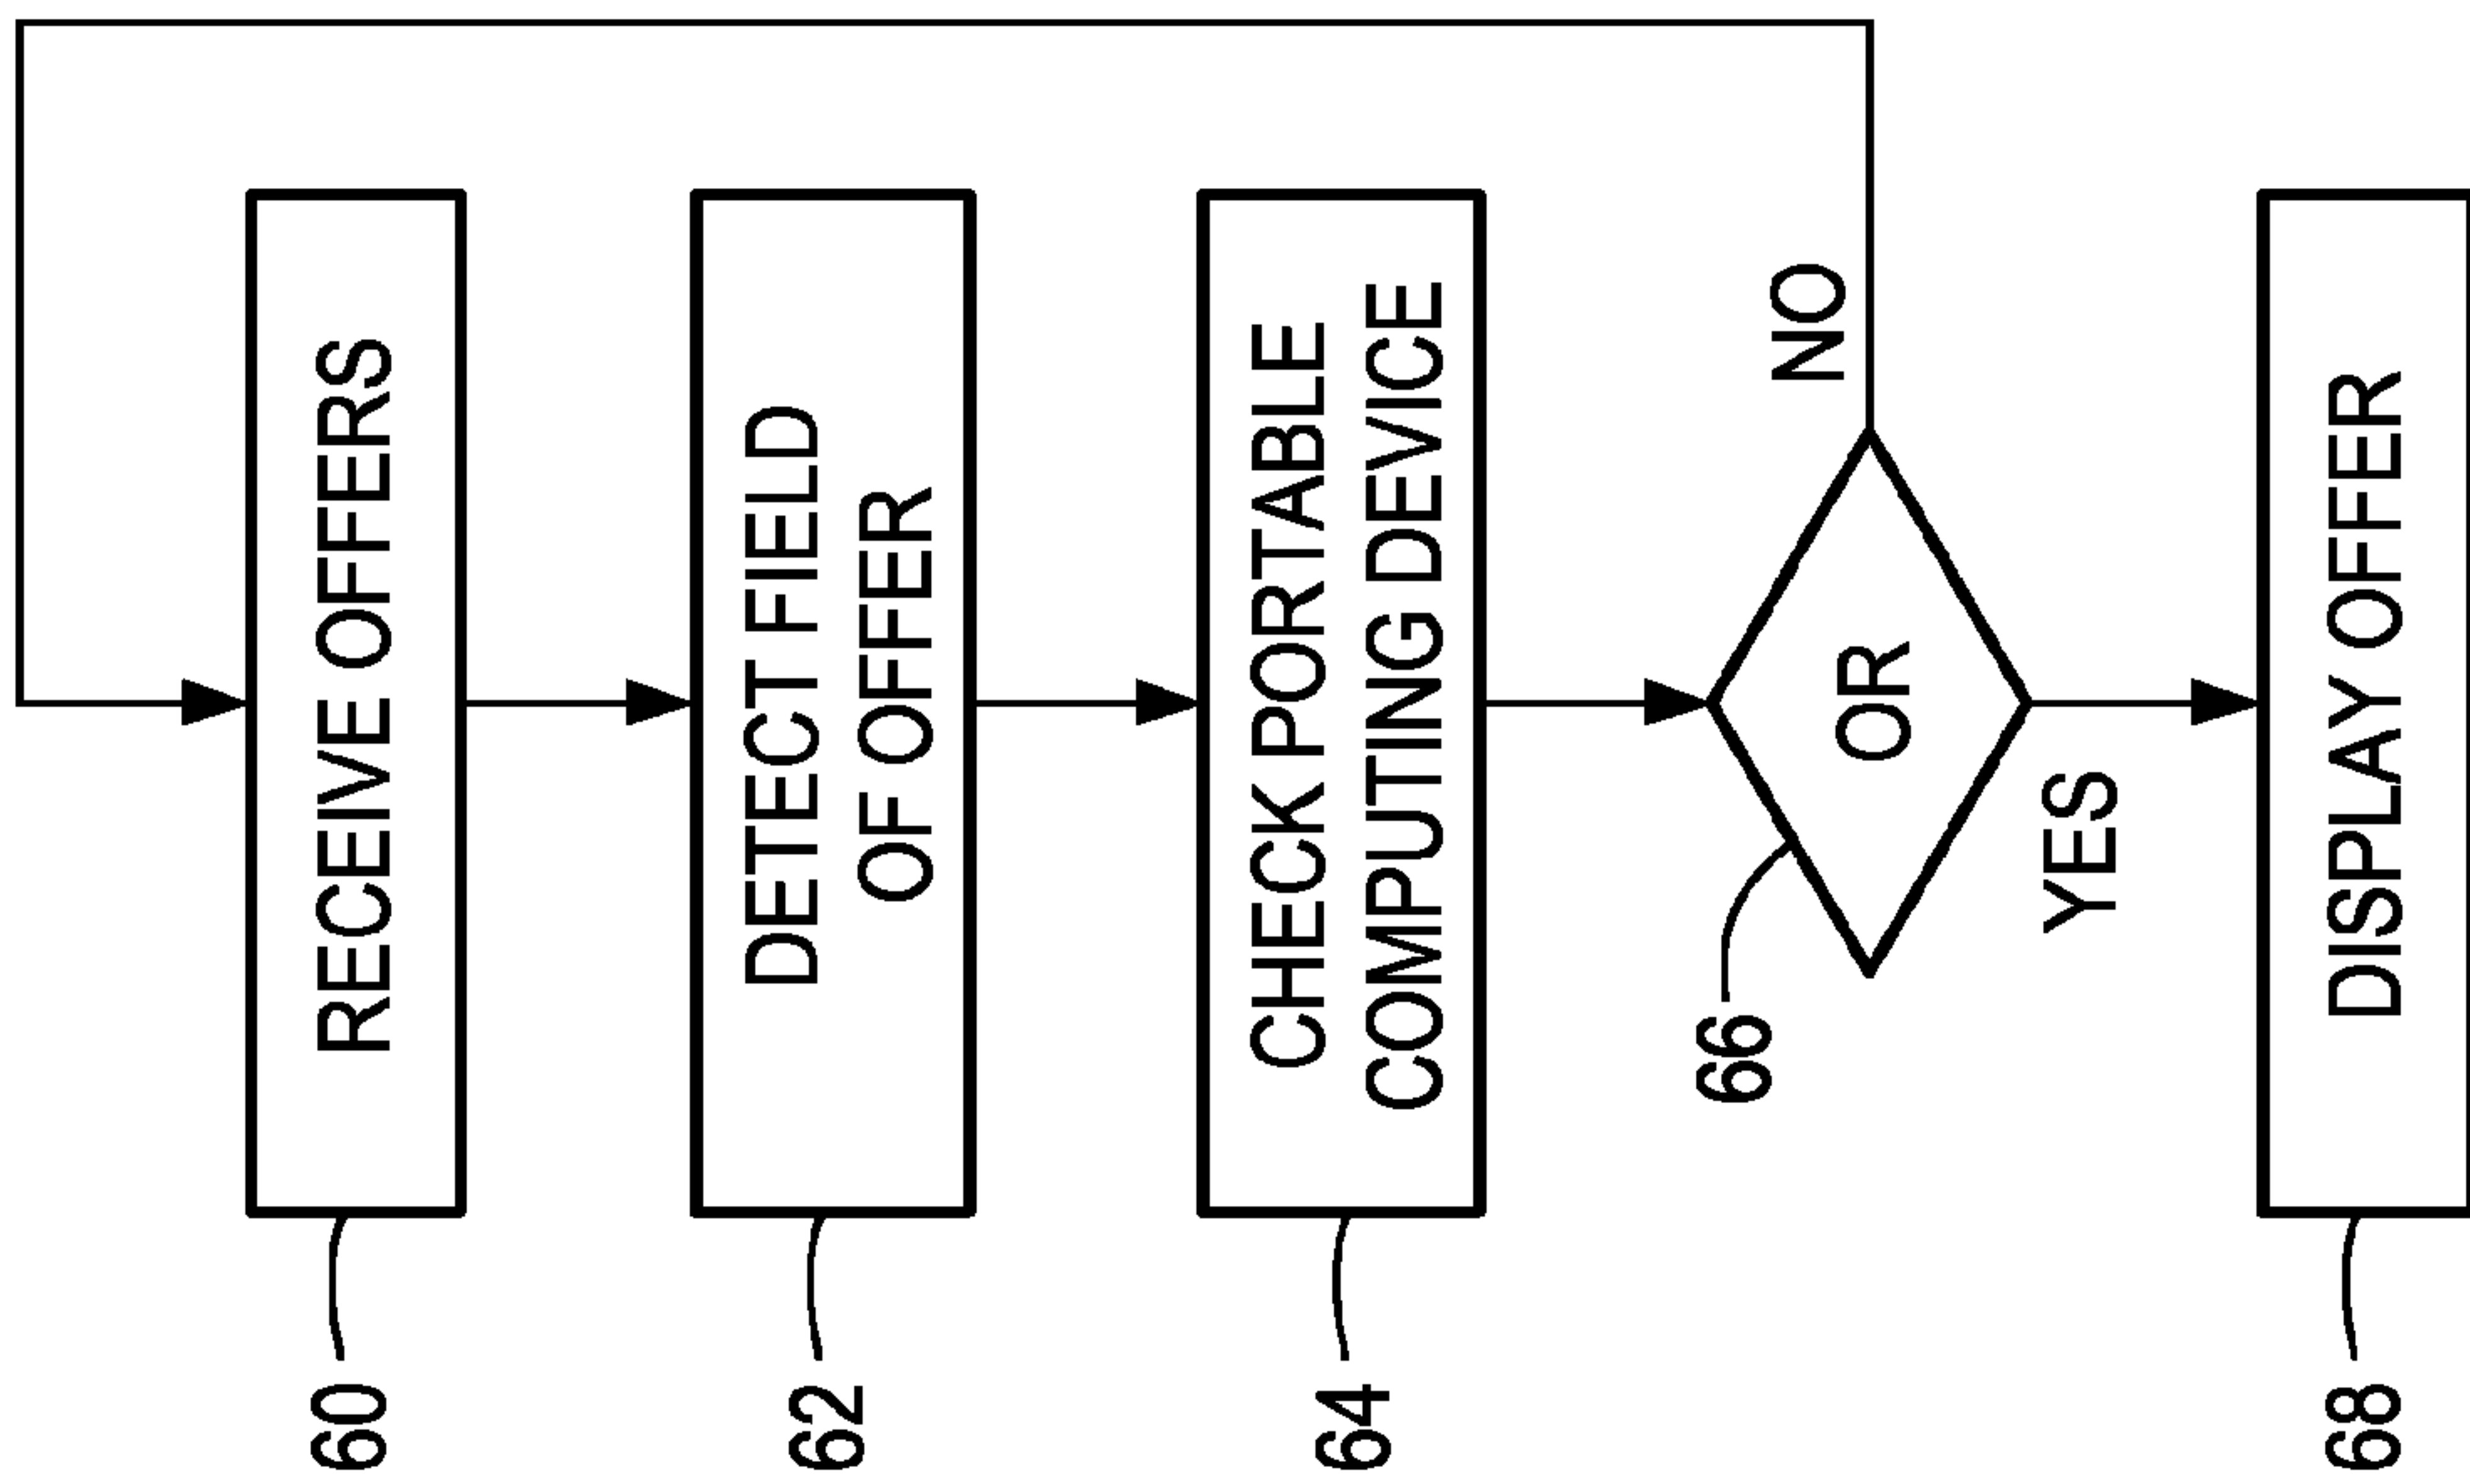 60
RECEIVE OFFERS
62
DETECT FIELD
OF OFFER
64
CHECK PORTABLE
COMPUTING DEVICE
66
OR
NO
YES
68
DISPLAY OFFER